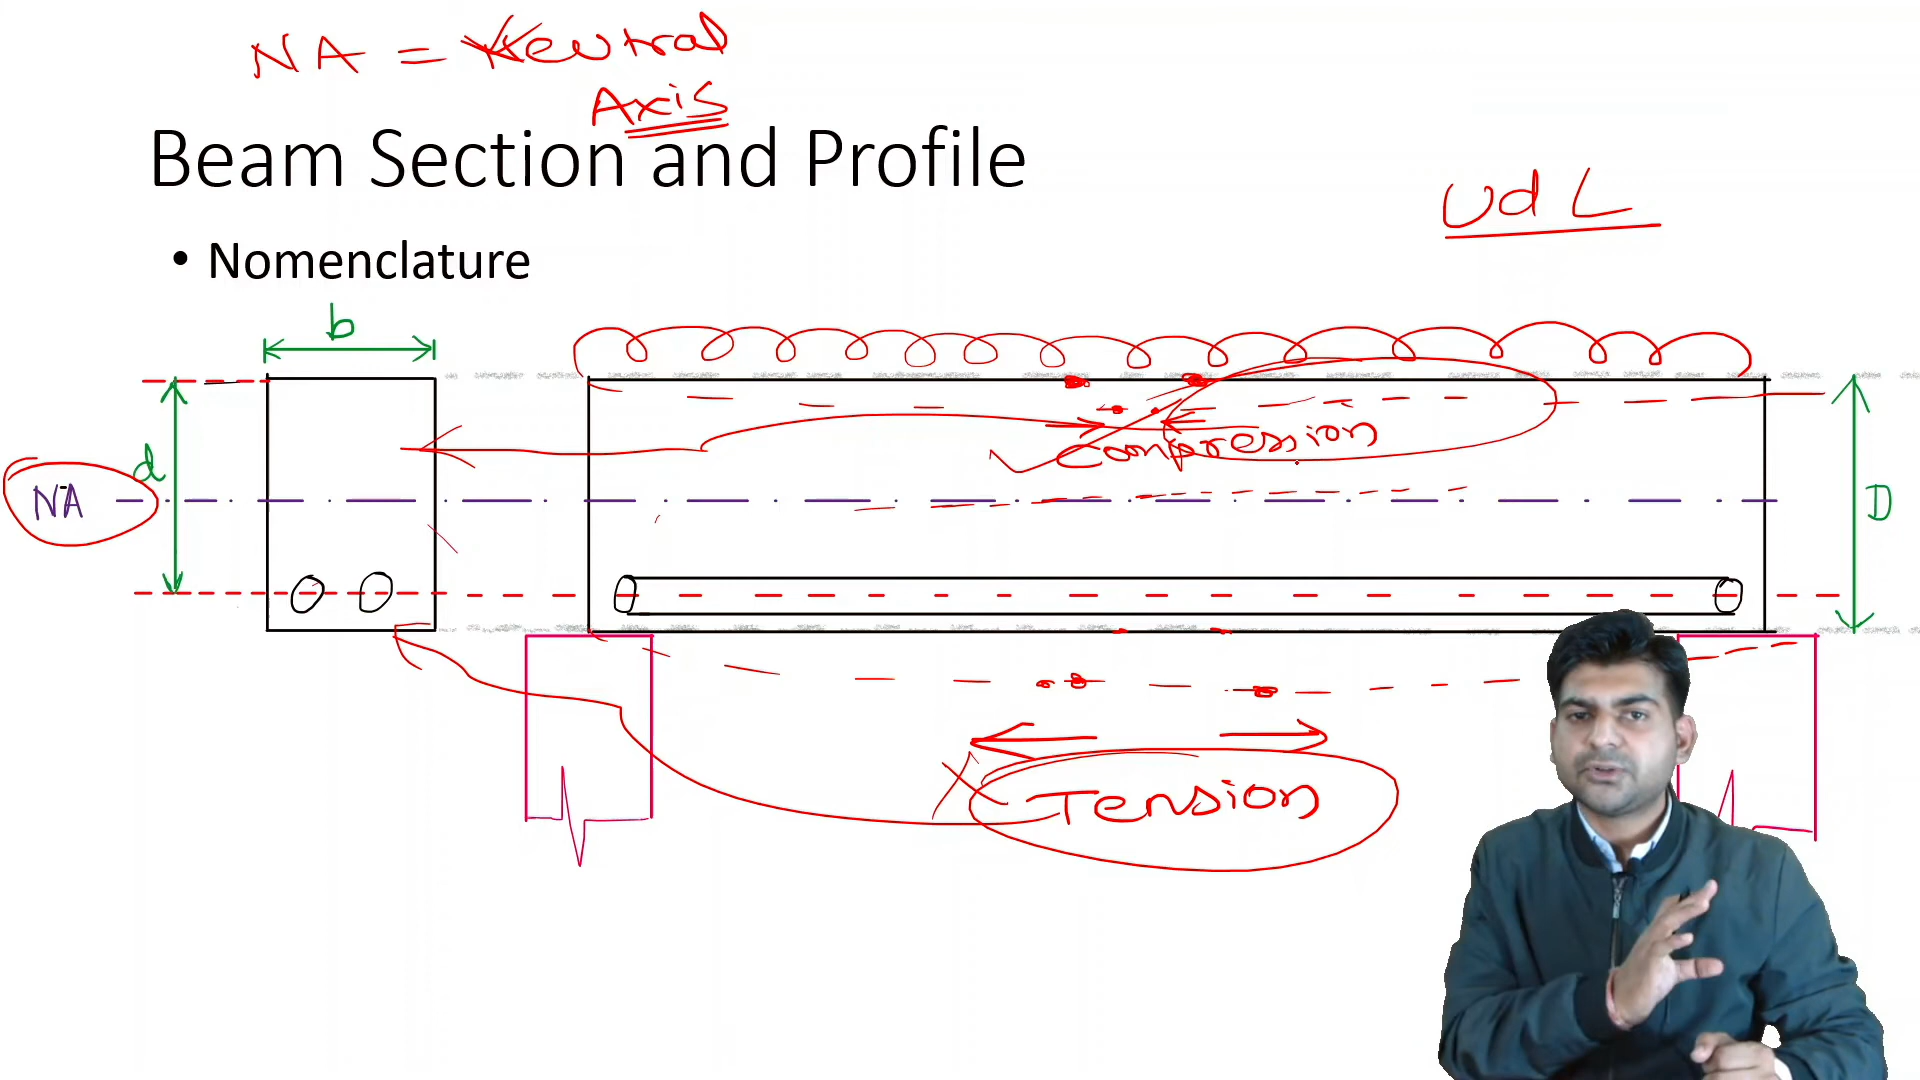 NA = Neutral
Axis
Beam Section and Profile
UdL
• Nomenclature
b
Compression
d
NA
D
Tension